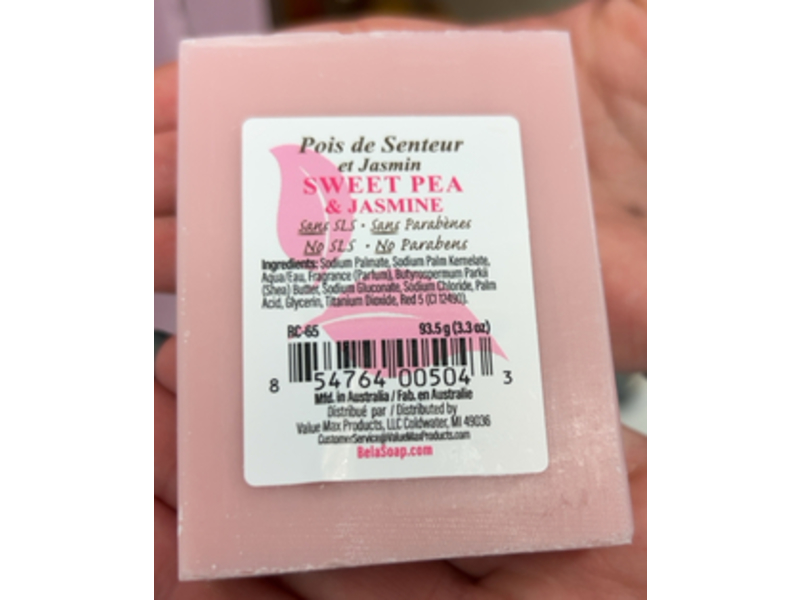 Pois de Senteur
et Jasmin
SWEET PEA
& JASMINE
Sans SLS • Sans Parabènes
No SLS • No Parabens
Ingredients: Sodium Palmate, Sodium Palm Kernelate,
Aqua/Eau, Fragrance (Parfum), Butyrospermum Parkii
(Shea) Butter, Sodium Gluconate, Sodium Chloride, Palm
Acid, Glycerin, Titanium Dioxide, Red 5 (CI 12490).
RC-65 93.5 g (3.3 oz)
8 54764 00504 3
Mfd. in Australia / Fab. en Australie
Distribué par / Distributed by
Value Max Products, LLC Coldwater, MI 49036
CustomerService@ValueMaxProducts.com
BelaSoap.com